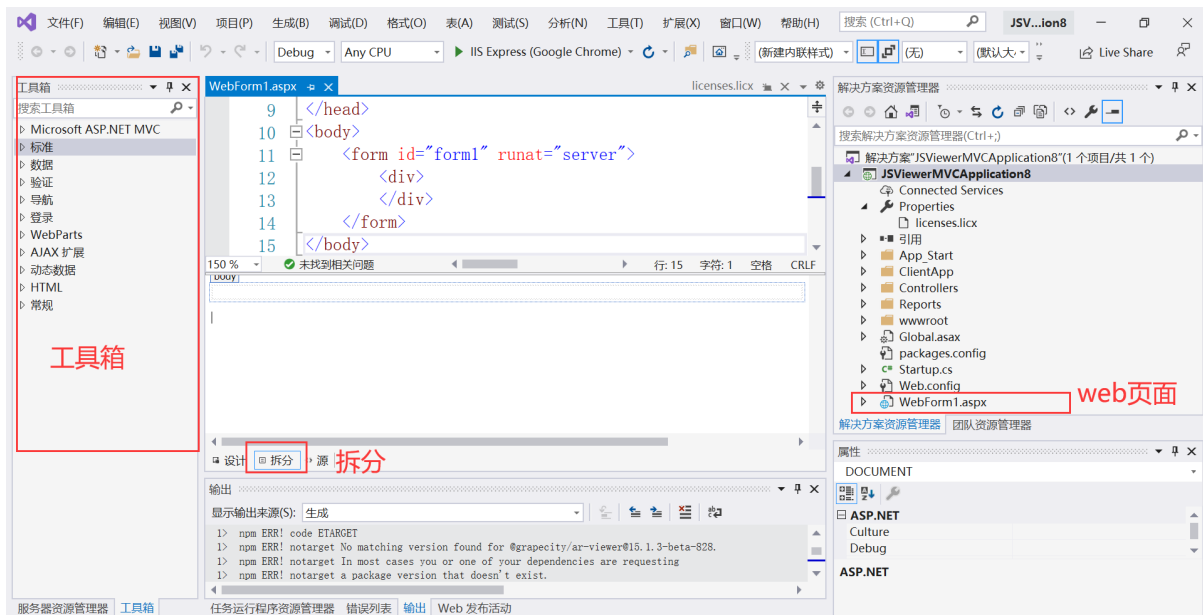 文件(F) 编辑(E) 视图(V) 项目(P) 生成(B) 调试(D) 格式(O) 表(A) 测试(S) 分析(N) 工具(T) 扩展(X) 窗口(W) 帮助(H) 搜索 (Ctrl+Q) JSV...ion8
Debug Any CPU IIS Express (Google Chrome) (新建内联样式) (无) (默认大 Live Share
工具箱
搜索工具箱
Microsoft ASP.NET MVC
标准
数据
验证
导航
登录
WebParts
AJAX 扩展
动态数据
HTML
常规
工具箱
服务器资源管理器 工具箱
WebForm1.aspx licenses.licx
9 </head>
10 <body>
11 <form id="form1" runat="server">
12 <div>
13 </div>
14 </form>
15 </body>
150 % 未找到相关问题 行: 15 字符: 1 空格 CRLF
body
设计 拆分 源 拆分
输出
显示输出来源(S): 生成
1> npm ERR! code ETARGET
1> npm ERR! notarget No matching version found for @grapecity/ar-viewer@15.1.3-beta-828.
1> npm ERR! notarget In most cases you or one of your dependencies are requesting
1> npm ERR! notarget a package version that doesn't exist.
任务运行程序资源管理器 错误列表 输出 Web 发布活动
解决方案资源管理器
搜索解决方案资源管理器(Ctrl+;)
解决方案"JSViewerMVCApplication8"(1 个项目/共 1 个)
JSViewerMVCApplication8
Connected Services
Properties
licenses.licx
引用
App_Start
ClientApp
Controllers
Reports
wwwroot
Global.asax
packages.config
Startup.cs
Web.config
WebForm1.aspx
web页面
解决方案资源管理器 团队资源管理器
属性
DOCUMENT
ASP.NET
Culture
Debug
ASP.NET